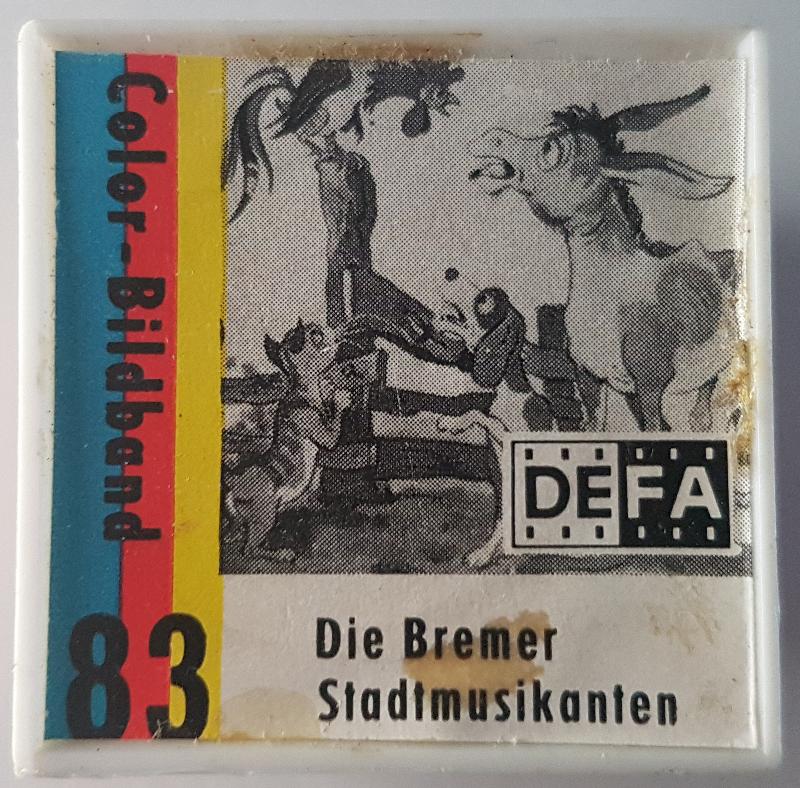 Color-Bildband
83
DEFA
Die Bremer
Stadtmusikanten